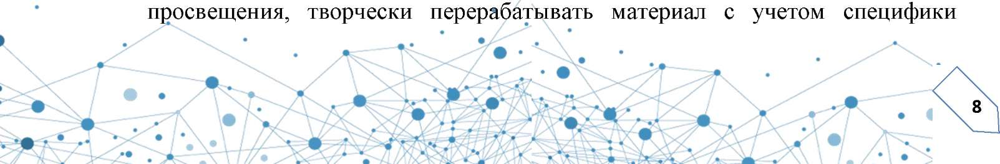 просвещения, творчески перерабатывать материал с учетом специфики
8